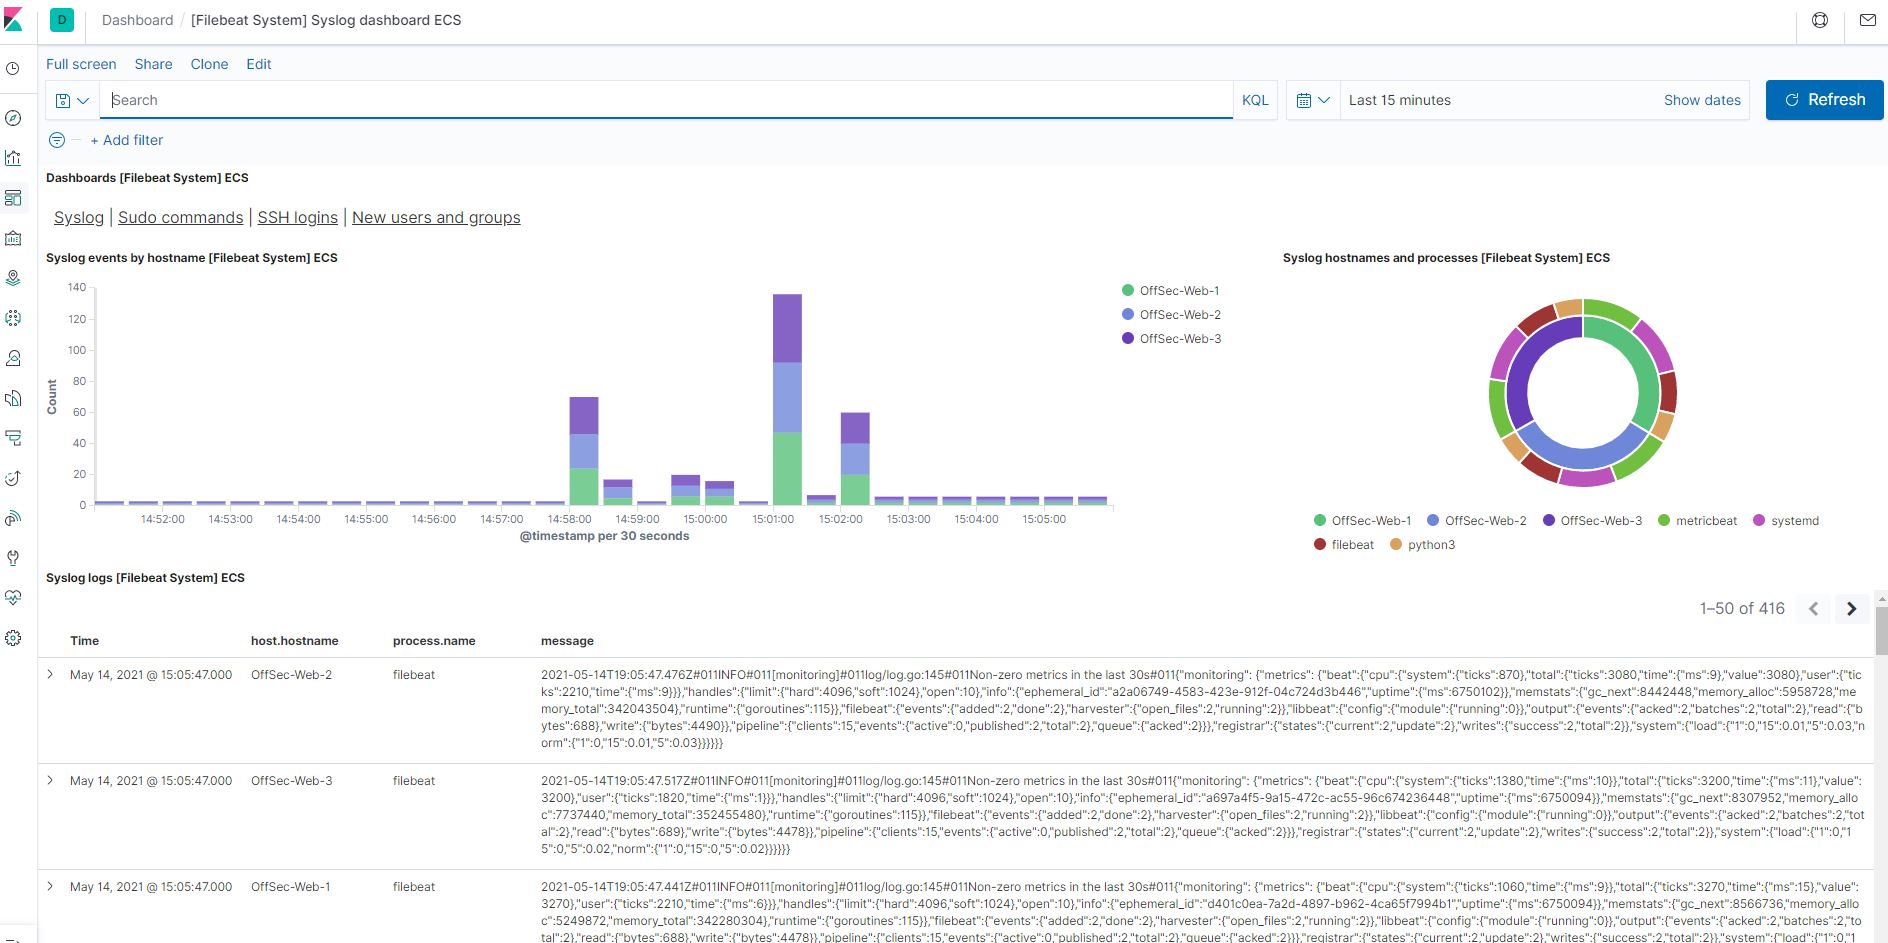 D Dashboard / [Filebeat System] Syslog dashboard ECS
Full screen Share Clone Edit
Search KQL Last 15 minutes Show dates Refresh
+ Add filter
Dashboards [Filebeat System] ECS
Syslog | Sudo commands | SSH logins | New users and groups
Syslog events by hostname [Filebeat System] ECS
140
120
100
80
60
40
20
0
Count
14:52:00 14:53:00 14:54:00 14:55:00 14:56:00 14:57:00 14:58:00 14:59:00 15:00:00 15:01:00 15:02:00 15:03:00 15:04:00 15:05:00
@timestamp per 30 seconds
OffSec-Web-1
OffSec-Web-2
OffSec-Web-3
Syslog hostnames and processes [Filebeat System] ECS
OffSec-Web-1 OffSec-Web-2 OffSec-Web-3 metricbeat systemd
filebeat python3
Syslog logs [Filebeat System] ECS
1–50 of 416
Time host.hostname process.name message
May 14, 2021 @ 15:05:47.000 OffSec-Web-2 filebeat 2021-05-14T19:05:47.476Z#011INFO#011[monitoring]#011log/log.go:145#011Non-zero metrics in the last 30s#011{"monitoring": {"metrics": {"beat":{"cpu":{"system":{"ticks":870},"total":{"ticks":3080,"time":{"ms":9},"value":3080},"user":{"tic
ks":2210,"time":{"ms":9}}},"handles":{"limit":{"hard":4096,"soft":1024},"open":10},"info":{"ephemeral_id":"a2a06749-4583-423e-912f-04c724d3b446","uptime":{"ms":6750102}},"memstats":{"gc_next":8442448,"memory_alloc":5958728,"me
mory_total":342043504},"runtime":{"goroutines":115}},"filebeat":{"events":{"added":2,"done":2},"harvester":{"open_files":2,"running":2}},"libbeat":{"config":{"module":{"running":0}},"output":{"events":{"acked":2,"batches":2,"total":2},"read":{"b
ytes":688},"write":{"bytes":4490}},"pipeline":{"clients":15,"events":{"active":0,"published":2,"total":2},"queue":{"acked":2}}},"registrar":{"states":{"current":2,"update":2},"writes":{"success":2,"total":2}},"system":{"load":{"1":0,"15":0.01,"5":0.03,"n
orm":{"1":0,"15":0.01,"5":0.03}}}}}}
May 14, 2021 @ 15:05:47.000 OffSec-Web-3 filebeat 2021-05-14T19:05:47.517Z#011INFO#011[monitoring]#011log/log.go:145#011Non-zero metrics in the last 30s#011{"monitoring": {"metrics": {"beat":{"cpu":{"system":{"ticks":1380,"time":{"ms":10}},"total":{"ticks":3200,"time":{"ms":11},"value":
3200},"user":{"ticks":1820,"time":{"ms":1}}},"handles":{"limit":{"hard":4096,"soft":1024},"open":10},"info":{"ephemeral_id":"a697a4f5-9a15-472c-ac55-96c674236448","uptime":{"ms":6750094}},"memstats":{"gc_next":8307952,"memory_allo
c":7737440,"memory_total":352455480},"runtime":{"goroutines":115}},"filebeat":{"events":{"added":2,"done":2},"harvester":{"open_files":2,"running":2}},"libbeat":{"config":{"module":{"running":0}},"output":{"events":{"acked":2,"batches":2,"tot
al":2},"read":{"bytes":689},"write":{"bytes":4478}},"pipeline":{"clients":15,"events":{"active":0,"published":2,"total":2},"queue":{"acked":2}}},"registrar":{"states":{"current":2,"update":2},"writes":{"success":2,"total":2}},"system":{"load":{"1":0,"1
5":0,"5":0.02,"norm":{"1":0,"15":0,"5":0.02}}}}}}
May 14, 2021 @ 15:05:47.000 OffSec-Web-1 filebeat 2021-05-14T19:05:47.441Z#011INFO#011[monitoring]#011log/log.go:145#011Non-zero metrics in the last 30s#011{"monitoring": {"metrics": {"beat":{"cpu":{"system":{"ticks":1060,"time":{"ms":9}},"total":{"ticks":3270,"time":{"ms":15},"value":
3270},"user":{"ticks":2210,"time":{"ms":6}}},"handles":{"limit":{"hard":4096,"soft":1024},"open":10},"info":{"ephemeral_id":"d401c0ea-7a2d-4897-b962-4ca65f7994b1","uptime":{"ms":6750094}},"memstats":{"gc_next":8566736,"memory_allo
c":5249872,"memory_total":342280304},"runtime":{"goroutines":115}},"filebeat":{"events":{"added":2,"done":2},"harvester":{"open_files":2,"running":2}},"libbeat":{"config":{"module":{"running":0}},"output":{"events":{"acked":2,"batches":2,"to
tal":2},"read":{"bytes":688},"write":{"bytes":4478}},"pipeline":{"clients":15,"events":{"active":0,"published":2,"total":2},"queue":{"acked":2}}},"registrar":{"states":{"current":2,"update":2},"writes":{"success":2,"total":2}},"system":{"load":{"1":0,"1